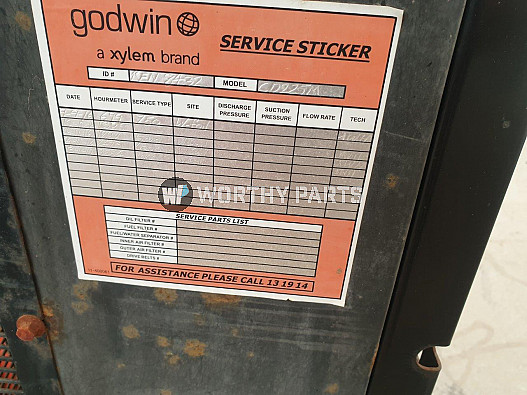 godwin
a xylem brand
SERVICE STICKER
ID # MODEL CD225M
DATE HOURMETER SERVICE TYPE SITE DISCHARGE PRESSURE SUCTION PRESSURE FLOW RATE TECH
WP WORTHY PARTS
SERVICE PARTS LIST
OIL FILTER #
FUEL FILTER #
FUEL/WATER SEPARATOR #
INNER AIR FILTER #
OUTER AIR FILTER #
DRIVE BELTS #
FOR ASSISTANCE PLEASE CALL 13 19 14